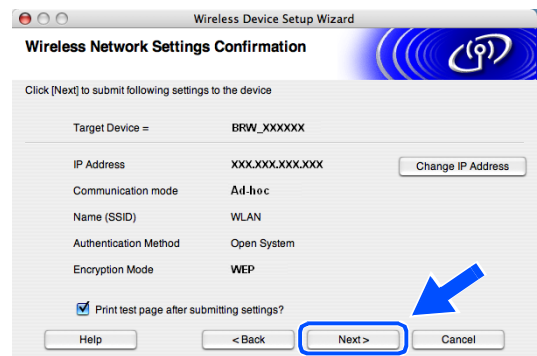 Wireless Device Setup Wizard
Wireless Network Settings Confirmation
Click [Next] to submit following settings to the device
Target Device = BRW_XXXXXX
IP Address XXX.XXX.XXX.XXX Change IP Address
Communication mode Ad-hoc
Name (SSID) WLAN
Authentication Method Open System
Encryption Mode WEP
Print test page after submitting settings?
Help < Back Next > Cancel